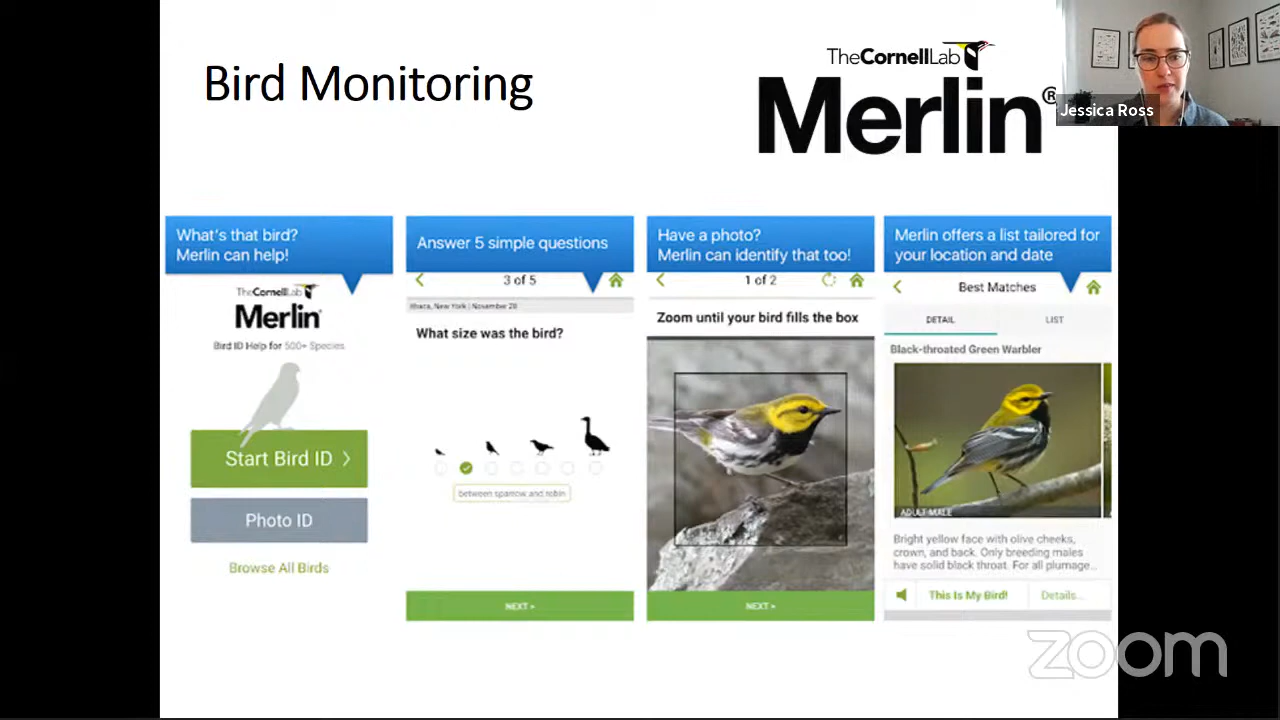 Bird Monitoring
TheCornellLab
Merlin®
Jessica Ross
What's that bird?
Merlin can help!
TheCornellLab
Merlin®
Bird ID Help for 500+ Species
Start Bird ID >
Photo ID
Browse All Birds
Answer 5 simple questions
3 of 5
Ithaca, New York | November 28
What size was the bird?
between sparrow and robin
NEXT >
Have a photo?
Merlin can identify that too!
1 of 2
Zoom until your bird fills the box
NEXT >
Merlin offers a list tailored for
your location and date
Best Matches
DETAIL LIST
Black-throated Green Warbler
ADULT MALE
Bright yellow face with olive cheeks,
crown, and back. Only breeding males
have solid black throat. For all plumage...
This Is My Bird! Details...
zoom